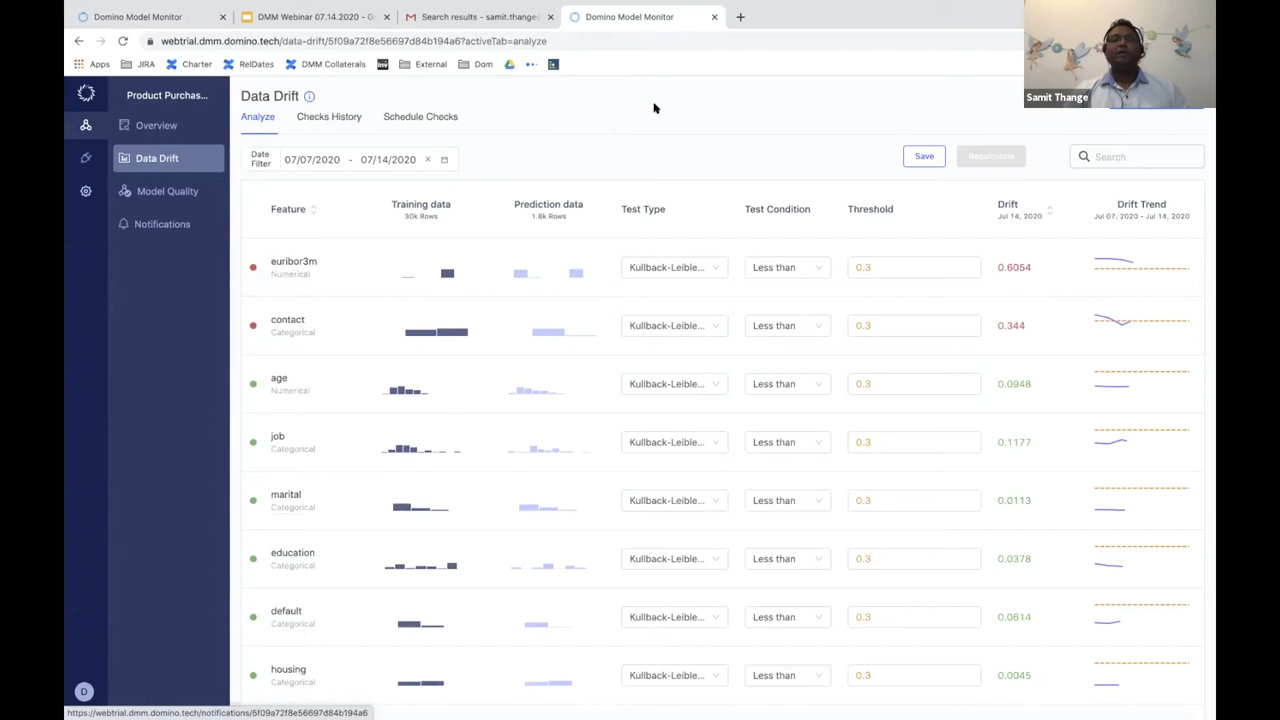 Domino Model Monitor
DMM Webinar 07.14.2020 - G
Search results - samit.thange
Domino Model Monitor
webtrial.dmm.domino.tech/data-drift/5f09a72f8e56697d84b194a6?activeTab=analyze
Apps JIRA Charter RelDates DMM Collaterals inv External Dom
Samit Thange
Product Purchas...
Overview
Data Drift
Model Quality
Notifications
D
Data Drift
Analyze Checks History Schedule Checks
Date Filter 07/07/2020 - 07/14/2020
Save Recalculate Search
Feature Training data Prediction data Test Type Test Condition Threshold Drift Drift Trend
30k Rows 1.8k Rows Jul 14, 2020 Jul 07, 2020 - Jul 14, 2020
euribor3m Kullback-Leible... Less than 0.3 0.6054
Numerical
contact Kullback-Leible... Less than 0.3 0.344
Categorical
age Kullback-Leible... Less than 0.3 0.0948
Numerical
job Kullback-Leible... Less than 0.3 0.1177
Categorical
marital Kullback-Leible... Less than 0.3 0.0113
Categorical
education Kullback-Leible... Less than 0.3 0.0378
Categorical
default Kullback-Leible... Less than 0.3 0.0614
Categorical
housing Kullback-Leible... Less than 0.3 0.0045
Categorical
https://webtrial.dmm.domino.tech/notifications/5f09a72f8e56697d84b194a6